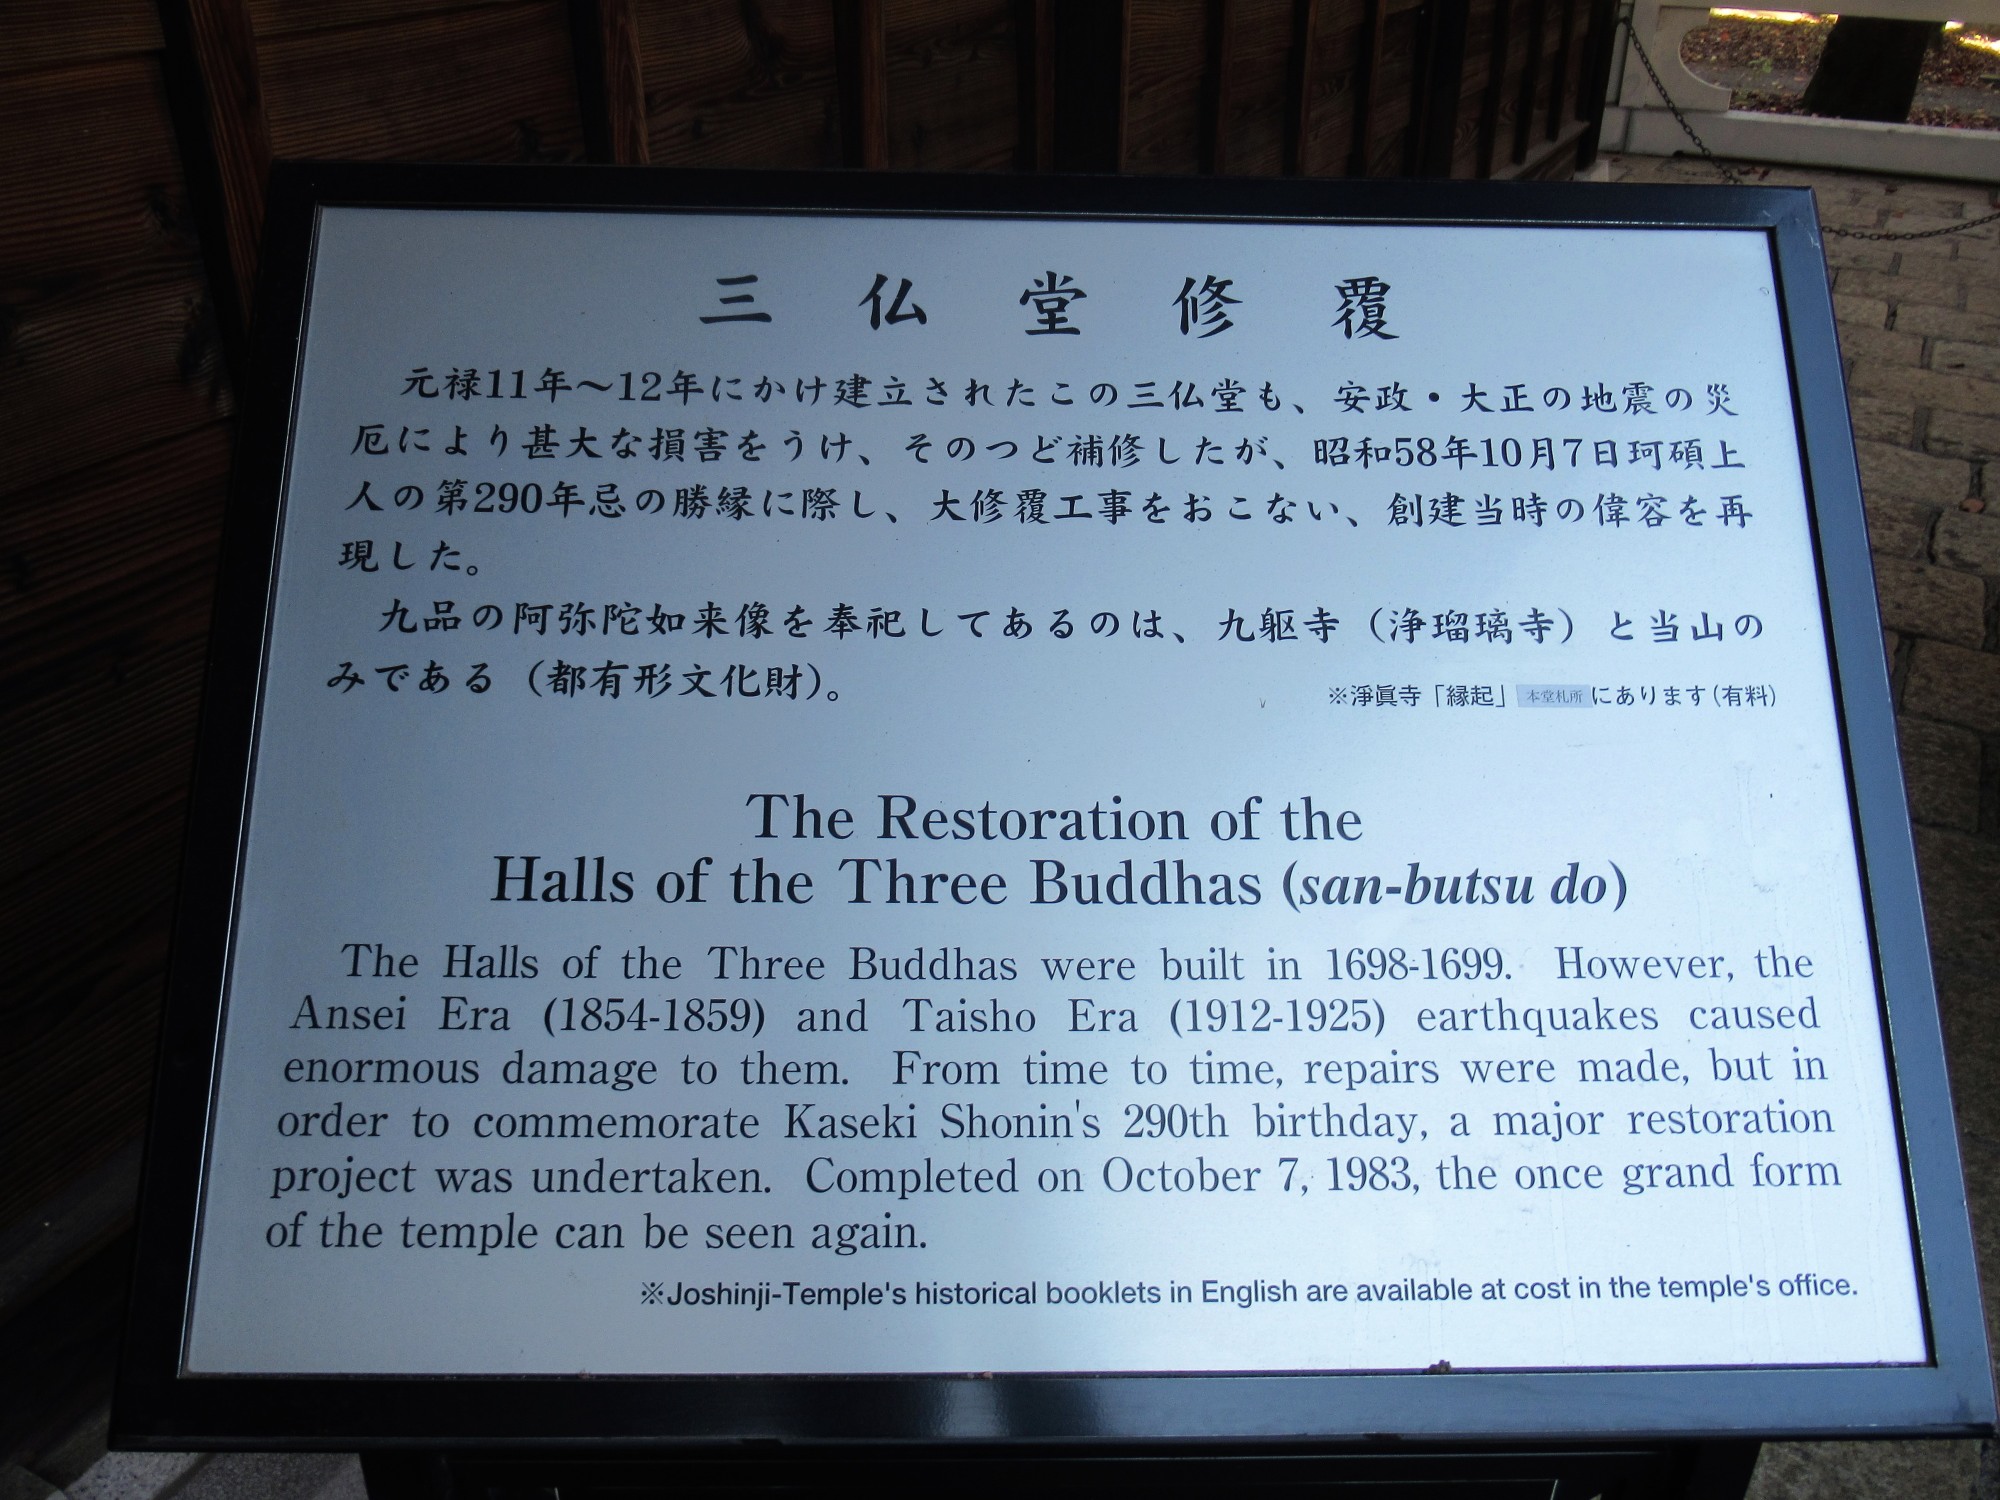 三仏堂修覆
元禄11年〜12年にかけ建立されたこの三仏堂も、安政・大正の地震の災
厄により甚大な損害をうけ、そのつど補修したが、昭和58年10月7日珂碩上
人の第290年忌の勝縁に際し、大修覆工事をおこない、創建当時の偉容を再
現した。
九品の阿弥陀如来像を奉祀してあるのは、九躯寺（浄瑠璃寺）と当山の
みである（都有形文化財）。
※淨眞寺「縁起」本堂札所にあります(有料)
The Restoration of the
Halls of the Three Buddhas (san-butsu do)
The Halls of the Three Buddhas were built in 1698-1699. However, the
Ansei Era (1854-1859) and Taisho Era (1912-1925) earthquakes caused
enormous damage to them. From time to time, repairs were made, but in
order to commemorate Kaseki Shonin's 290th birthday, a major restoration
project was undertaken. Completed on October 7, 1983, the once grand form
of the temple can be seen again.
※Joshinji-Temple's historical booklets in English are available at cost in the temple's office.